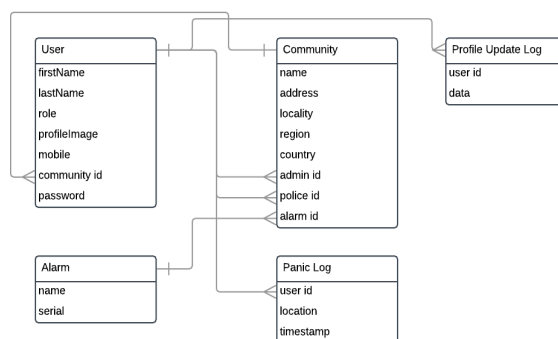 User
firstName
lastName
role
profileImage
mobile
community id
password
Community
name
address
locality
region
country
admin id
police id
alarm id
Profile Update Log
user id
data
Alarm
name
serial
Panic Log
user id
location
timestamp